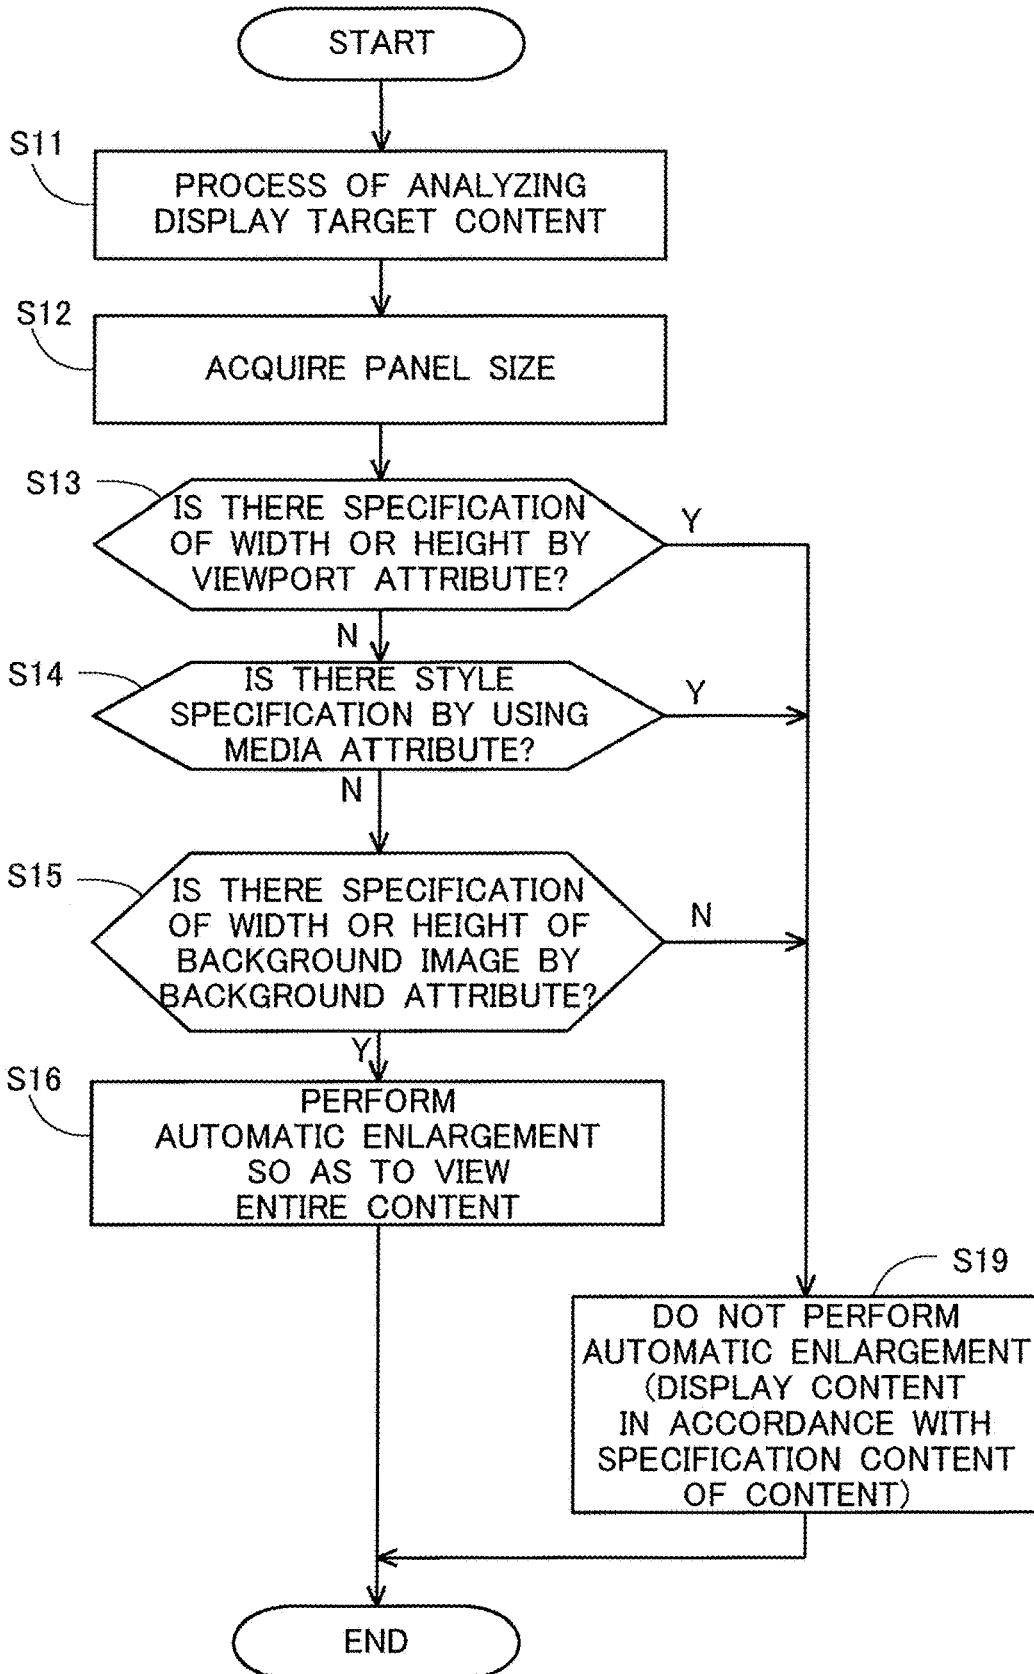 START
S11
PROCESS OF ANALYZING
DISPLAY TARGET CONTENT
S12
ACQUIRE PANEL SIZE
S13
IS THERE SPECIFICATION
OF WIDTH OR HEIGHT BY
VIEWPORT ATTRIBUTE?
Y
N
S14
IS THERE STYLE
SPECIFICATION BY USING
MEDIA ATTRIBUTE?
Y
N
S15
IS THERE SPECIFICATION
OF WIDTH OR HEIGHT OF
BACKGROUND IMAGE BY
BACKGROUND ATTRIBUTE?
N
Y
S16
PERFORM
AUTOMATIC ENLARGEMENT
SO AS TO VIEW
ENTIRE CONTENT
S19
DO NOT PERFORM
AUTOMATIC ENLARGEMENT
(DISPLAY CONTENT
IN ACCORDANCE WITH
SPECIFICATION CONTENT
OF CONTENT)
END